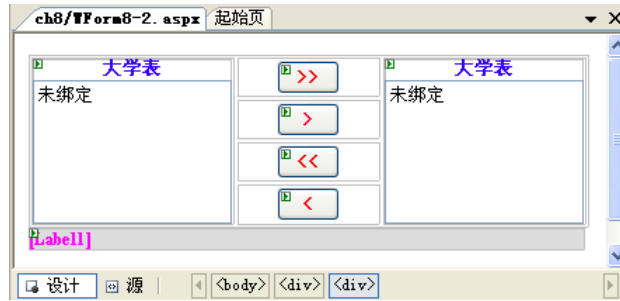 ch8/WForm8-2.aspx 起始页
大学表 >> 大学表
未绑定 未绑定
>
<<
<
[Label1]
设计 源 <body> <div> <div>